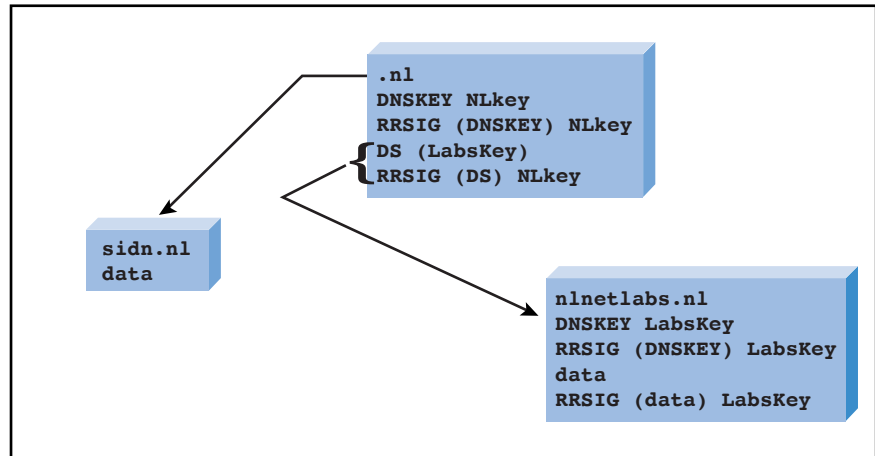 .nl
DNSKEY NLkey
RRSIG (DNSKEY) NLkey
DS (LabsKey)
RRSIG (DS) NLkey
sidn.nl
data
nlnetlabs.nl
DNSKEY LabsKey
RRSIG (DNSKEY) LabsKey
data
RRSIG (data) LabsKey